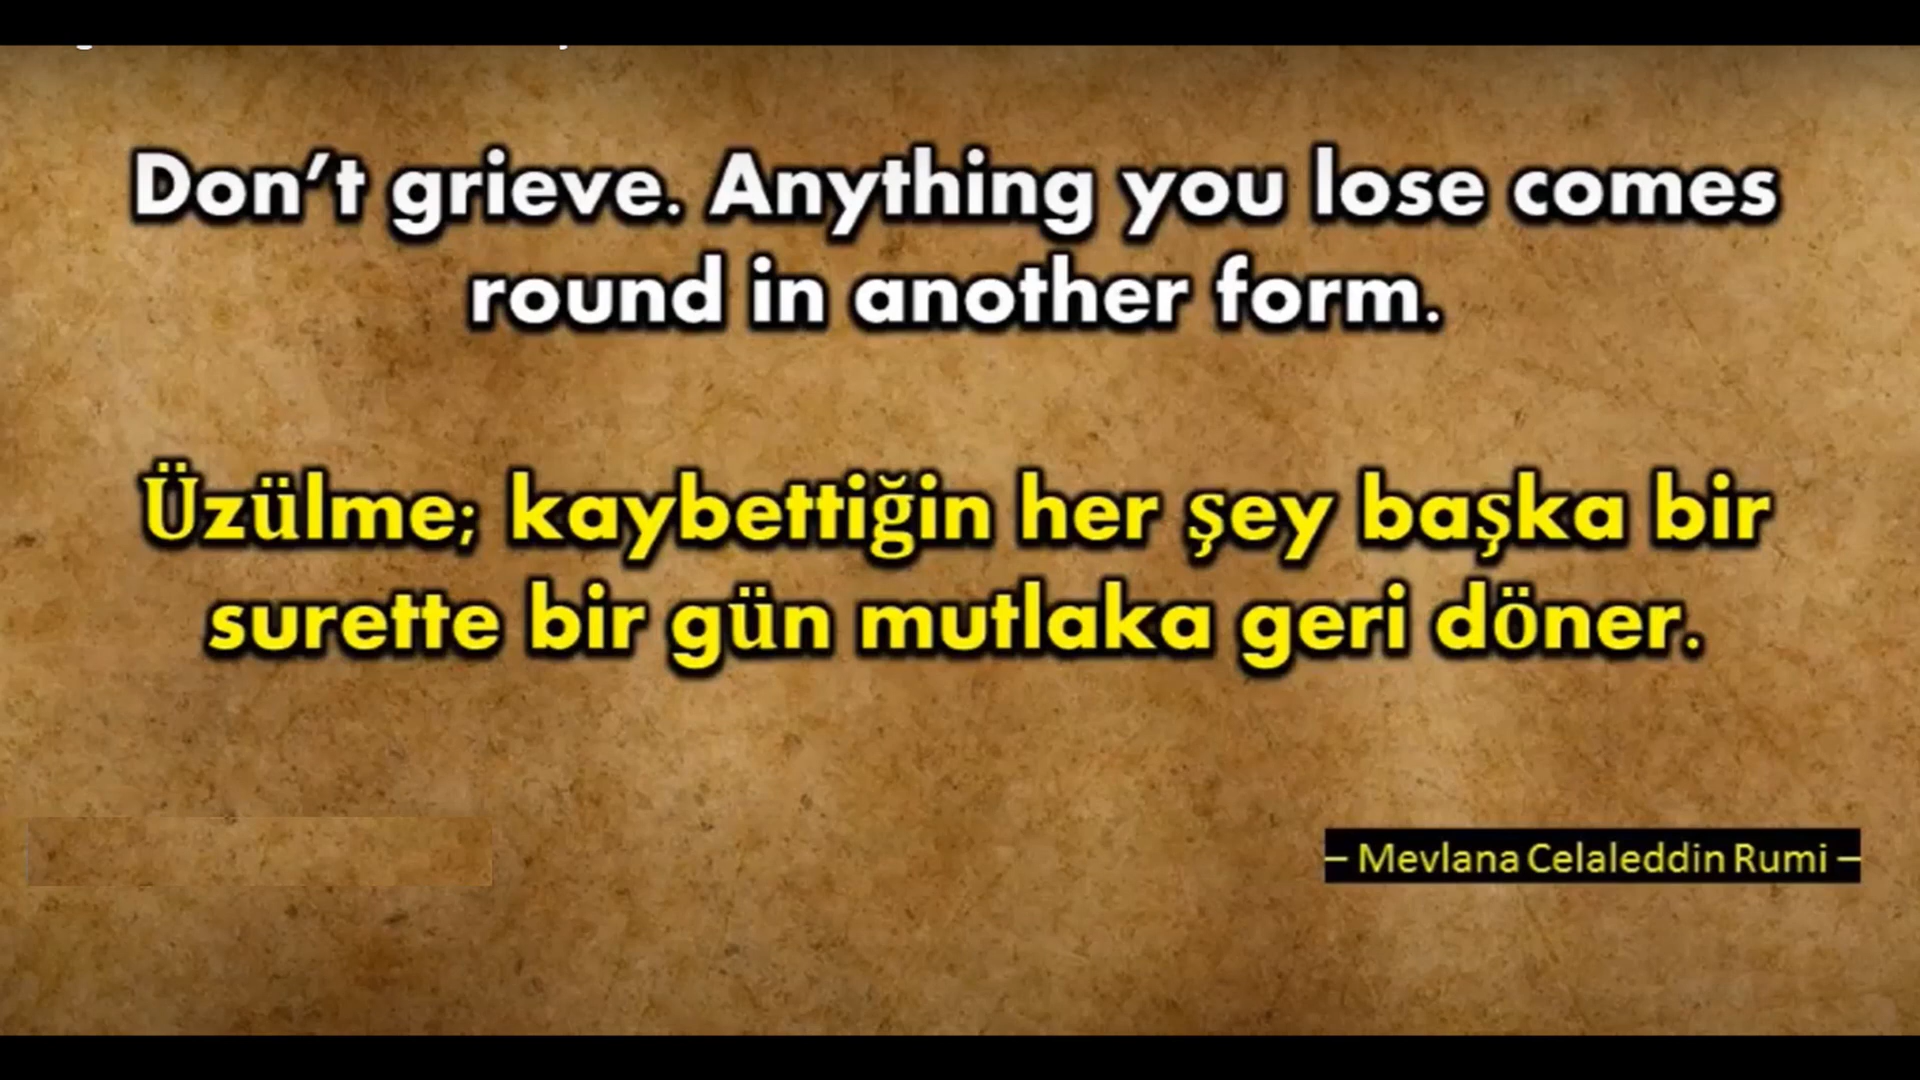 Don’t grieve. Anything you lose comes
round in another form.
Üzülme; kaybettiğin her şey başka bir
surette bir gün mutlaka geri döner.
– Mevlana Celaleddin Rumi –